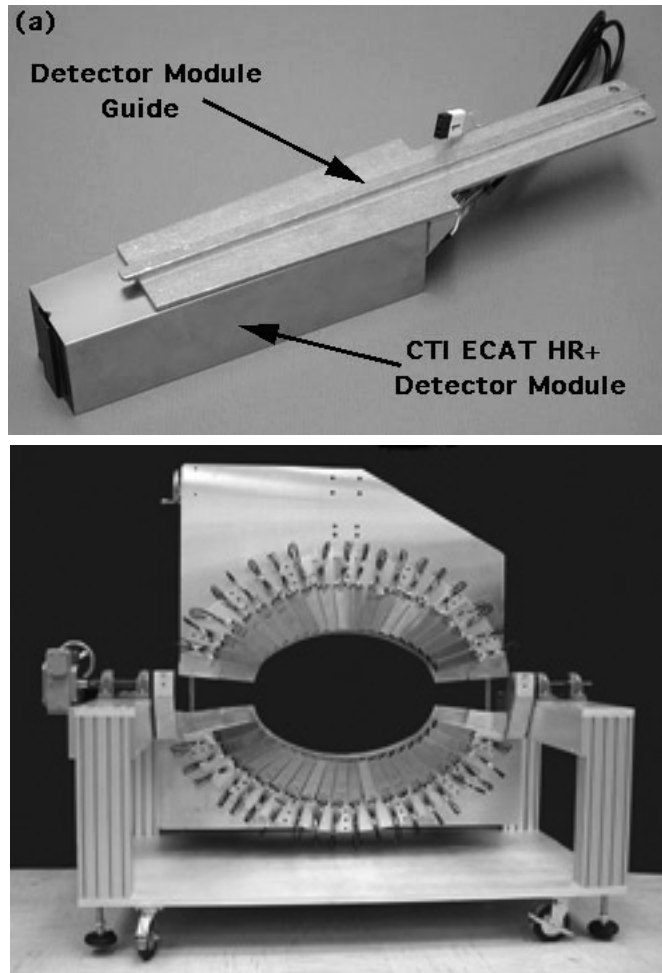 (a)
Detector Module
Guide
CTI ECAT HR+
Detector Module